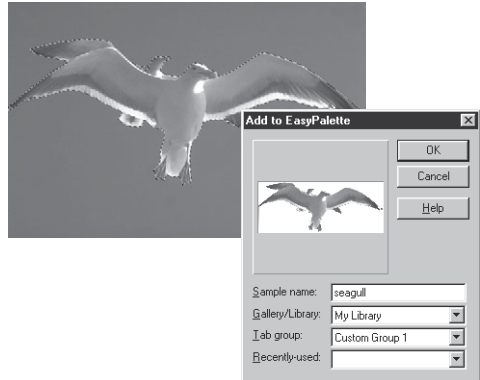 Add to EasyPalette
OK
Cancel
Help
Sample name: seagull
Gallery/Library: My Library
Tab group: Custom Group 1
Recently-used: